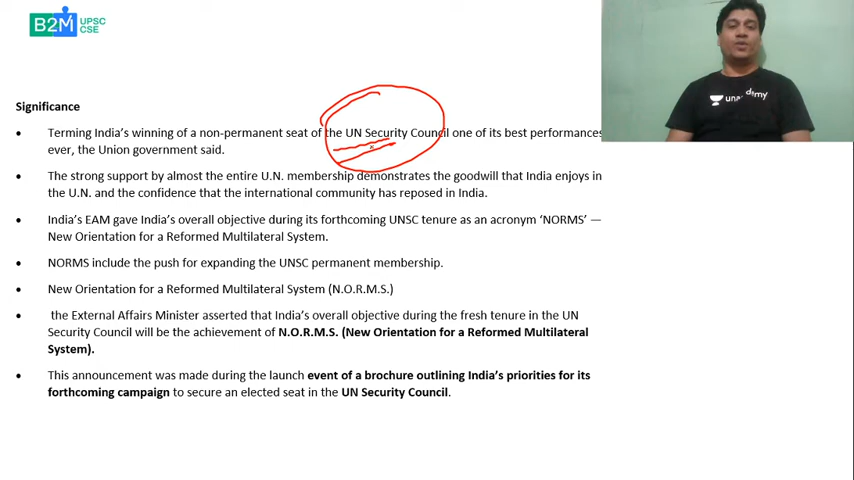 B2M UPSC
CSE
Significance
• Terming India's winning of a non-permanent seat of the UN Security Council one of its best performances
ever, the Union government said.
• The strong support by almost the entire U.N. membership demonstrates the goodwill that India enjoys in
the U.N. and the confidence that the international community has reposed in India.
• India's EAM gave India's overall objective during its forthcoming UNSC tenure as an acronym 'NORMS' —
New Orientation for a Reformed Multilateral System.
• NORMS include the push for expanding the UNSC permanent membership.
• New Orientation for a Reformed Multilateral System (N.O.R.M.S.)
• the External Affairs Minister asserted that India's overall objective during the fresh tenure in the UN
Security Council will be the achievement of N.O.R.M.S. (New Orientation for a Reformed Multilateral
System).
• This announcement was made during the launch event of a brochure outlining India's priorities for its
forthcoming campaign to secure an elected seat in the UN Security Council.